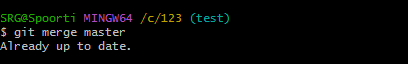 SRG@Spoorti MINGW64 /c/123 (test)
$ git merge master
Already up to date.